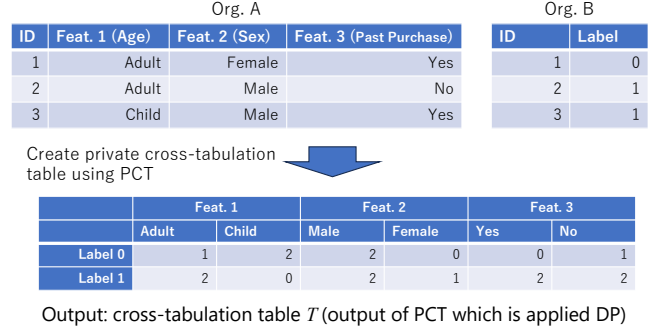 Org. A
Org. B
ID Feat. 1 (Age) Feat. 2 (Sex) Feat. 3 (Past Purchase)
ID Label
1 Adult Female Yes
1 0
2 Adult Male No
2 1
3 Child Male Yes
3 1
Create private cross-tabulation
table using PCT
Feat. 1 Feat. 2 Feat. 3
Adult Child Male Female Yes No
Label 0 1 2 2 0 0 1
Label 1 2 0 2 1 2 2
Output: cross-tabulation table T (output of PCT which is applied DP)